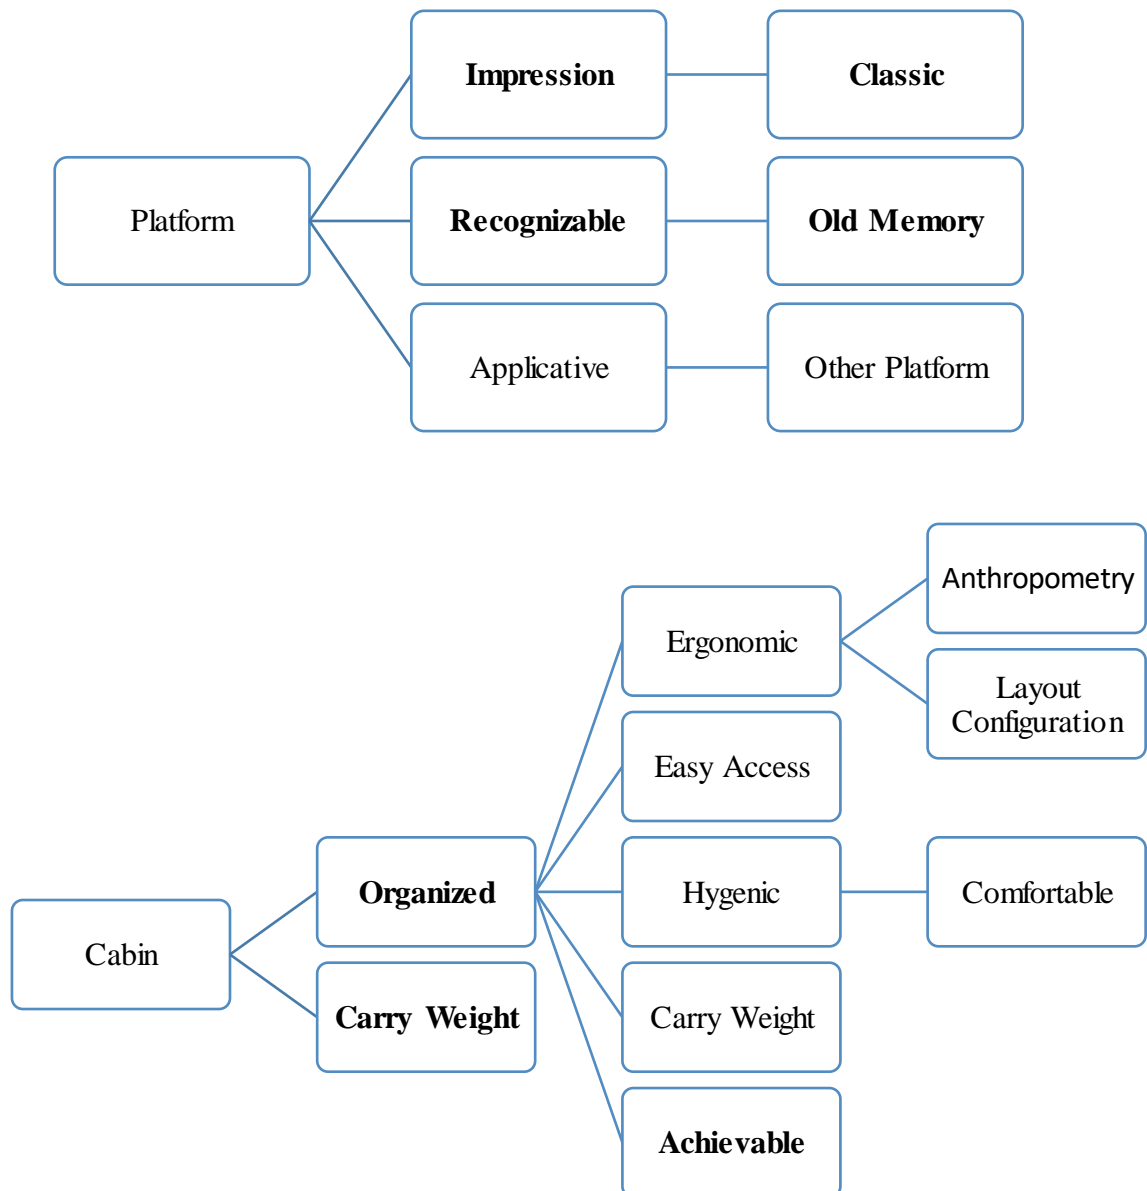 Impression
Classic
Platform
Recognizable
Old Memory
Applicative
Other Platform
Anthropometry
Ergonomic
Layout
Configuration
Easy Access
Organized
Hygenic
Comfortable
Cabin
Carry Weight
Carry Weight
Achievable